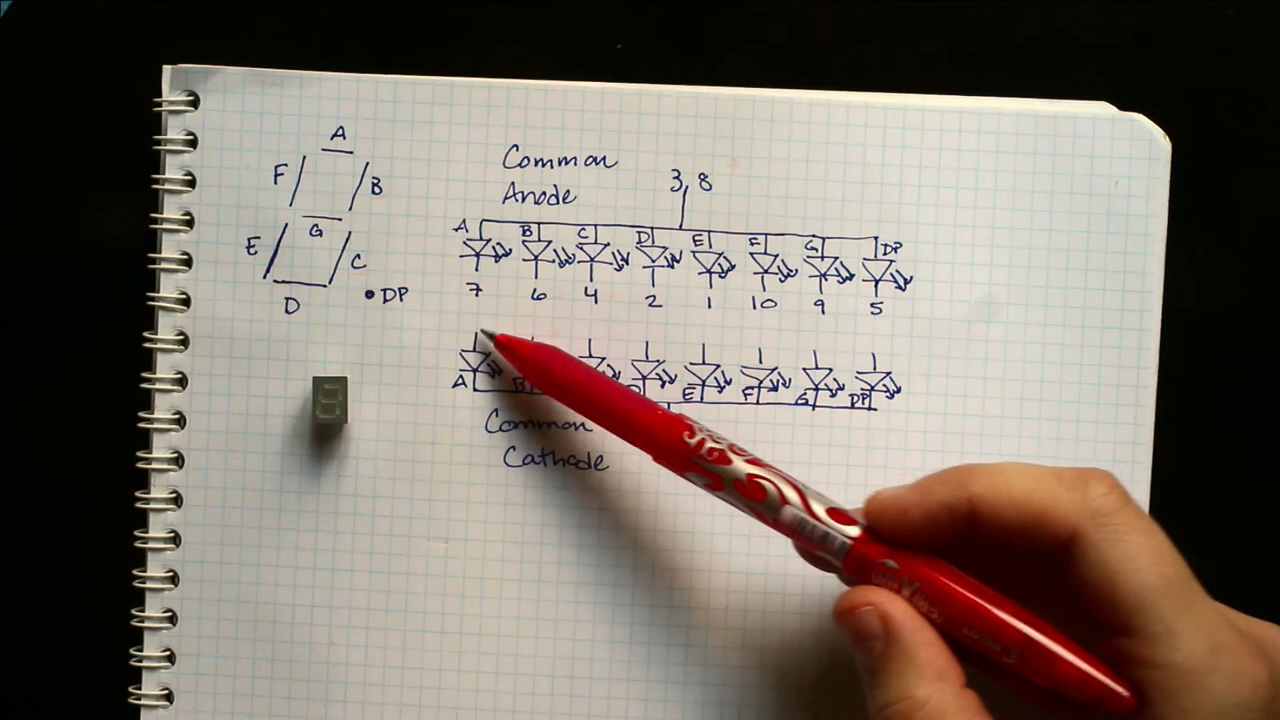 A
F
B
G
E
C
D
DP
Common
Anode
3, 8
A B C D E F G DP
7 6 4 2 1 10 9 5
A B E F G DP
Common
Cathode